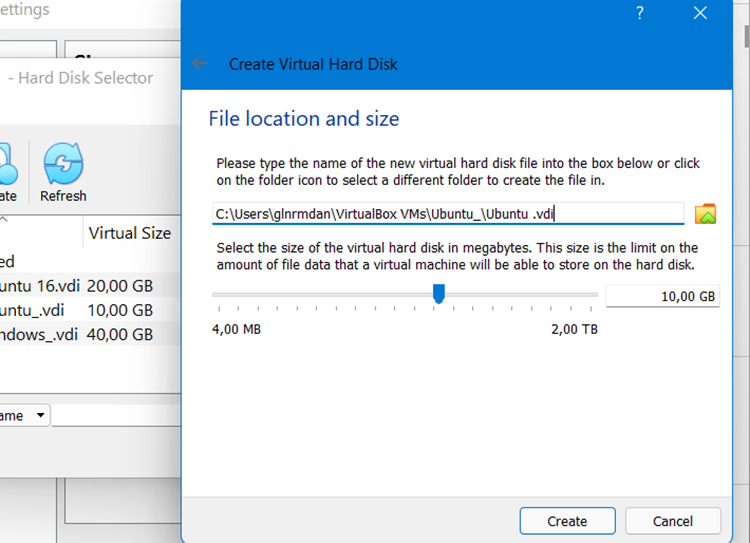 ettings
?
Create Virtual Hard Disk
- Hard Disk Selector
File location and size
Please type the name of the new virtual hard disk file into the box below or click
on the folder icon to select a different folder to create the file in.
C:\Users\glnrmdan\VirtualBox VMs\Ubuntu_\Ubuntu .vdi
Select the size of the virtual hard disk in megabytes. This size is the limit on the
amount of file data that a virtual machine will be able to store on the hard disk.
10,00 GB
4,00 MB
2,00 TB
ate
Refresh
Virtual Size
ed
untu 16.vdi 20,00 GB
untu_.vdi 10,00 GB
ndows_.vdi 40,00 GB
ame
Create
Cancel